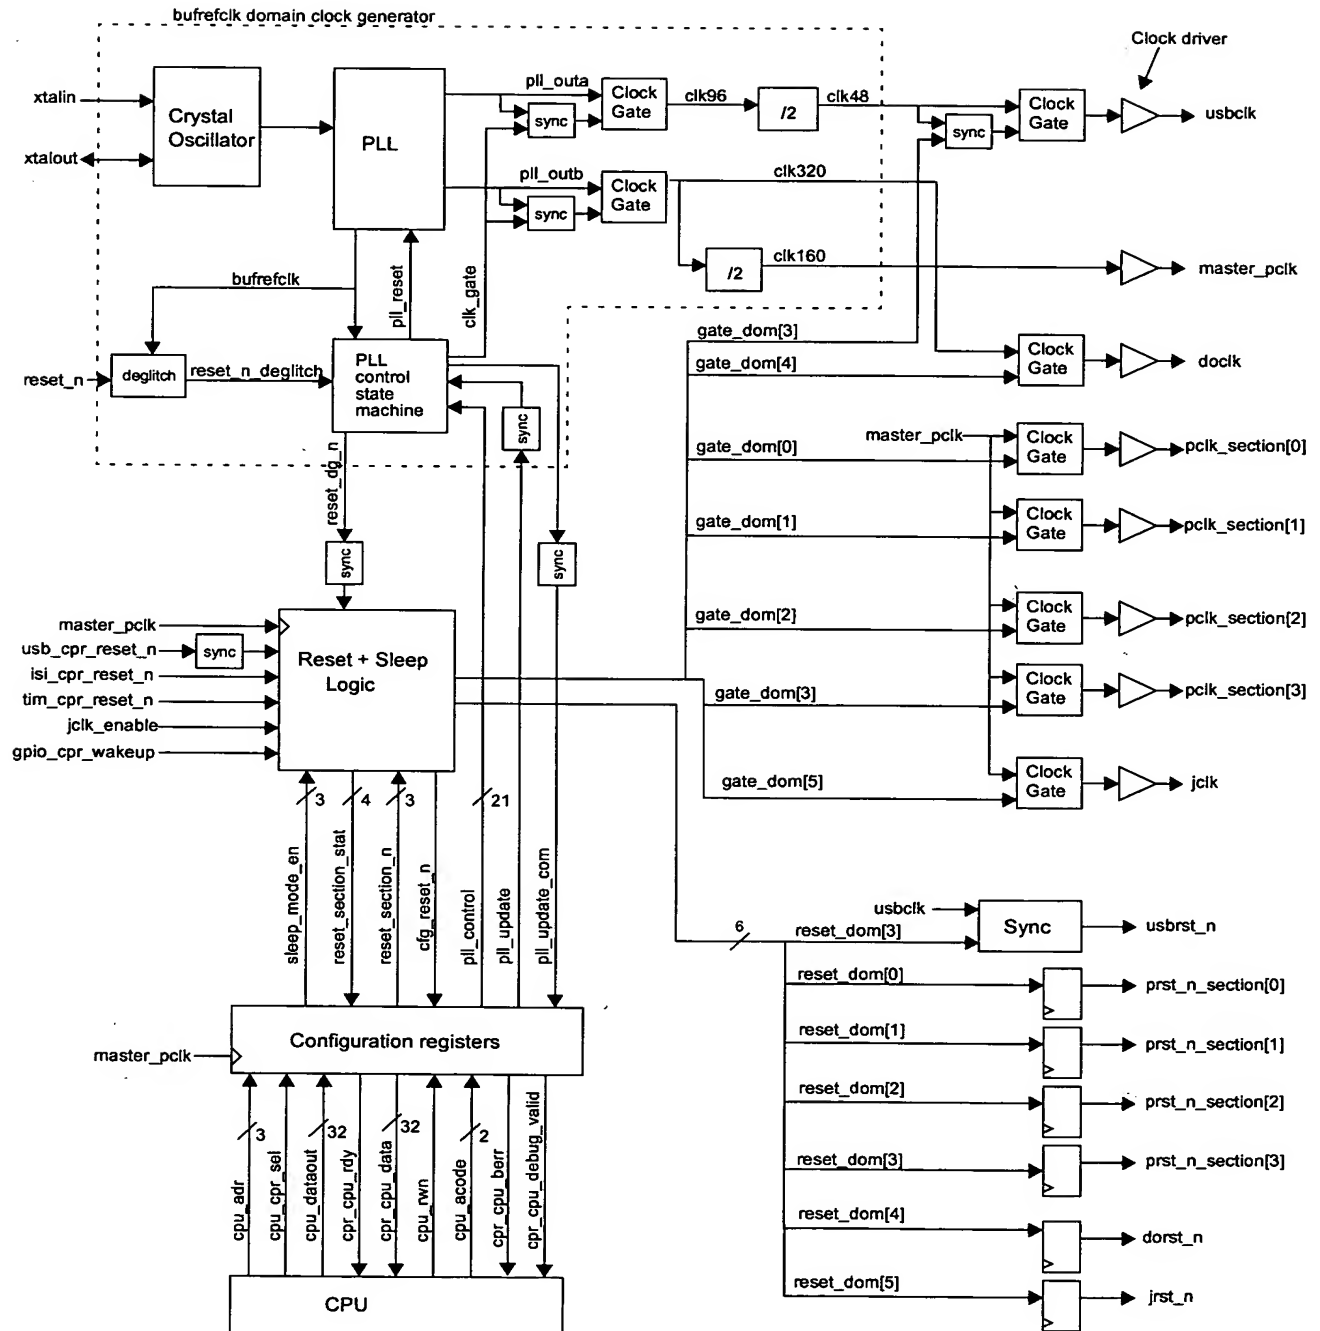 bufrefclk domain clock generator
Clock driver
xtalin
xtalout
Crystal
Oscillator
PLL
pll_outa
sync
Clock
Gate
clk96
/2
clk48
sync
Clock
Gate
usbclk
pll_outb
sync
Clock
Gate
clk320
/2
clk160
master_pclk
bufrefclk
pll_reset
clk_gate
reset_n
deglitch
reset_n_deglitch
PLL
control
state
machine
sync
gate_dom[3]
gate_dom[4]
Clock
Gate
doclk
master_pclk
gate_dom[0]
Clock
Gate
pclk_section[0]
reset_dg_n
sync
sync
gate_dom[1]
Clock
Gate
pclk_section[1]
gate_dom[2]
Clock
Gate
pclk_section[2]
master_pclk
usb_cpr_reset_n
sync
isi_cpr_reset_n
tim_cpr_reset_n
jclk_enable
gpio_cpr_wakeup
Reset + Sleep
Logic
gate_dom[3]
Clock
Gate
pclk_section[3]
gate_dom[5]
Clock
Gate
jclk
3
4
3
21
sleep_mode_en
reset_section_stat
reset_section_n
cfg_reset_n
pll_control
pll_update
pll_update_com
6
usbclk
reset_dom[3]
Sync
usbrst_n
reset_dom[0]
prst_n_section[0]
reset_dom[1]
prst_n_section[1]
reset_dom[2]
prst_n_section[2]
reset_dom[3]
prst_n_section[3]
reset_dom[4]
dorst_n
reset_dom[5]
jrst_n
master_pclk
Configuration registers
3
32
32
2
cpu_adr
cpu_cpr_sel
cpu_dataout
cpr_cpu_rdy
cpr_cpu_data
cpu_rwn
cpu_acode
cpr_cpu_berr
cpr_cpu_debug_valid
CPU